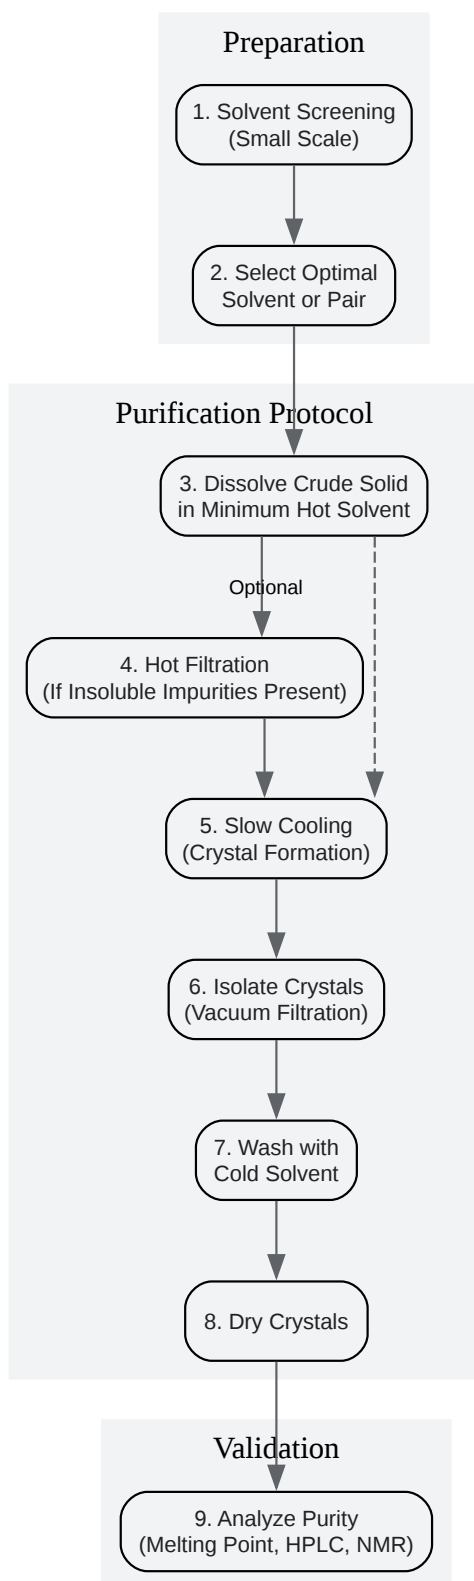 Preparation
1. Solvent Screening
(Small Scale)
2. Select Optimal
Solvent or Pair
Purification Protocol
3. Dissolve Crude Solid
in Minimum Hot Solvent
Optional
4. Hot Filtration
(If Insoluble Impurities Present)
5. Slow Cooling
(Crystal Formation)
6. Isolate Crystals
(Vacuum Filtration)
7. Wash with
Cold Solvent
8. Dry Crystals
Validation
9. Analyze Purity
(Melting Point, HPLC, NMR)